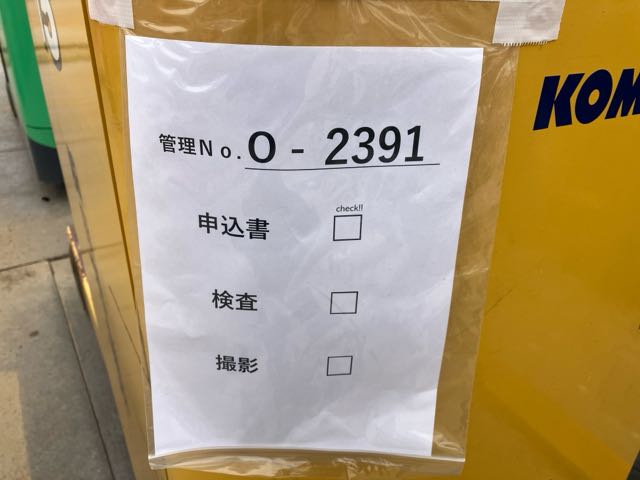 管理No. O - 2391
check!!
申込書 □
検査 □
撮影 □
KOM